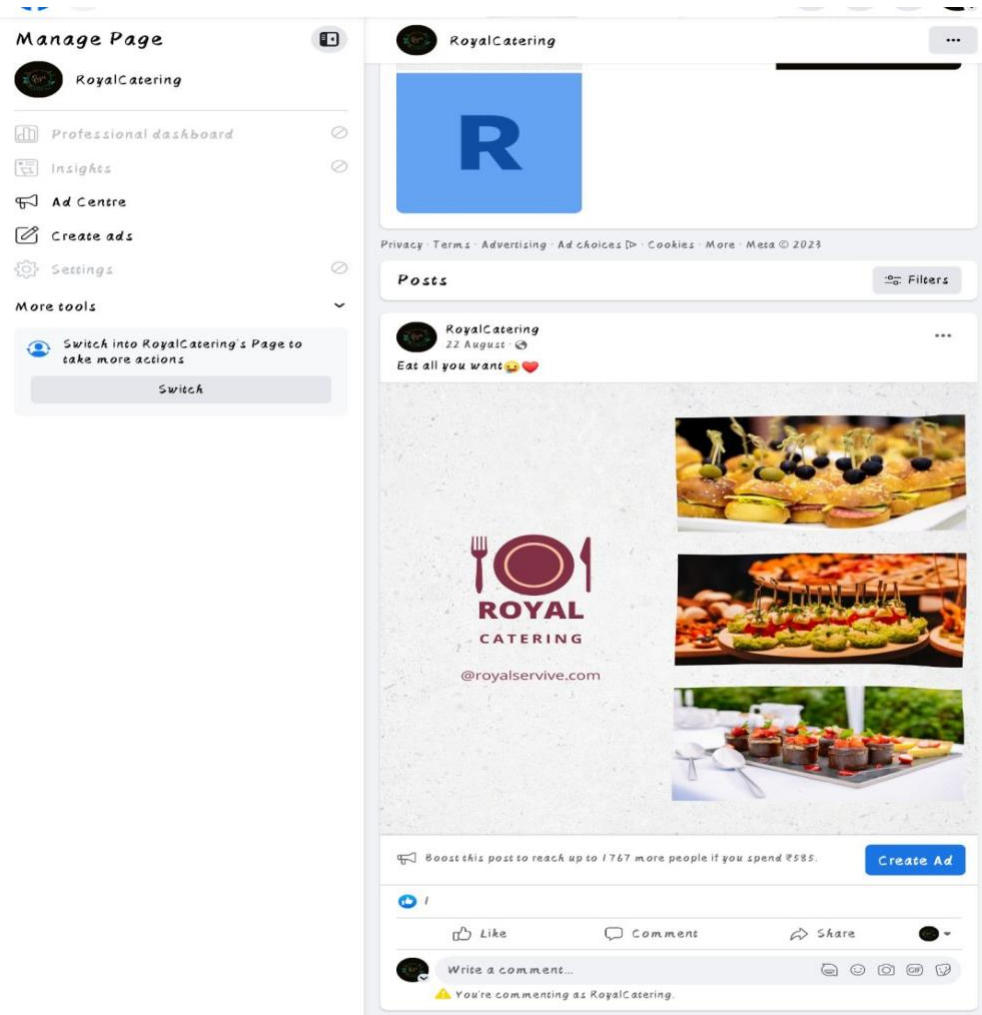 Manage Page
RoyalCatering
Professional dashboard
Insights
Ad Centre
Create ads
Settings
More tools
Switch into RoyalCatering's Page to
take more actions
Switch
RoyalCatering
R
Privacy · Terms · Advertising · Ad choices · Cookies · More · Meta © 2023
Posts
Filters
RoyalCatering
22 August ·
Eat all you want😂❤️
ROYAL
CATERING
@royalservive.com
Boost this post to reach up to 1767 more people if you spend ₹585.
Create Ad
1
Like
Comment
Share
Write a comment...
GIF
You're commenting as RoyalCatering.